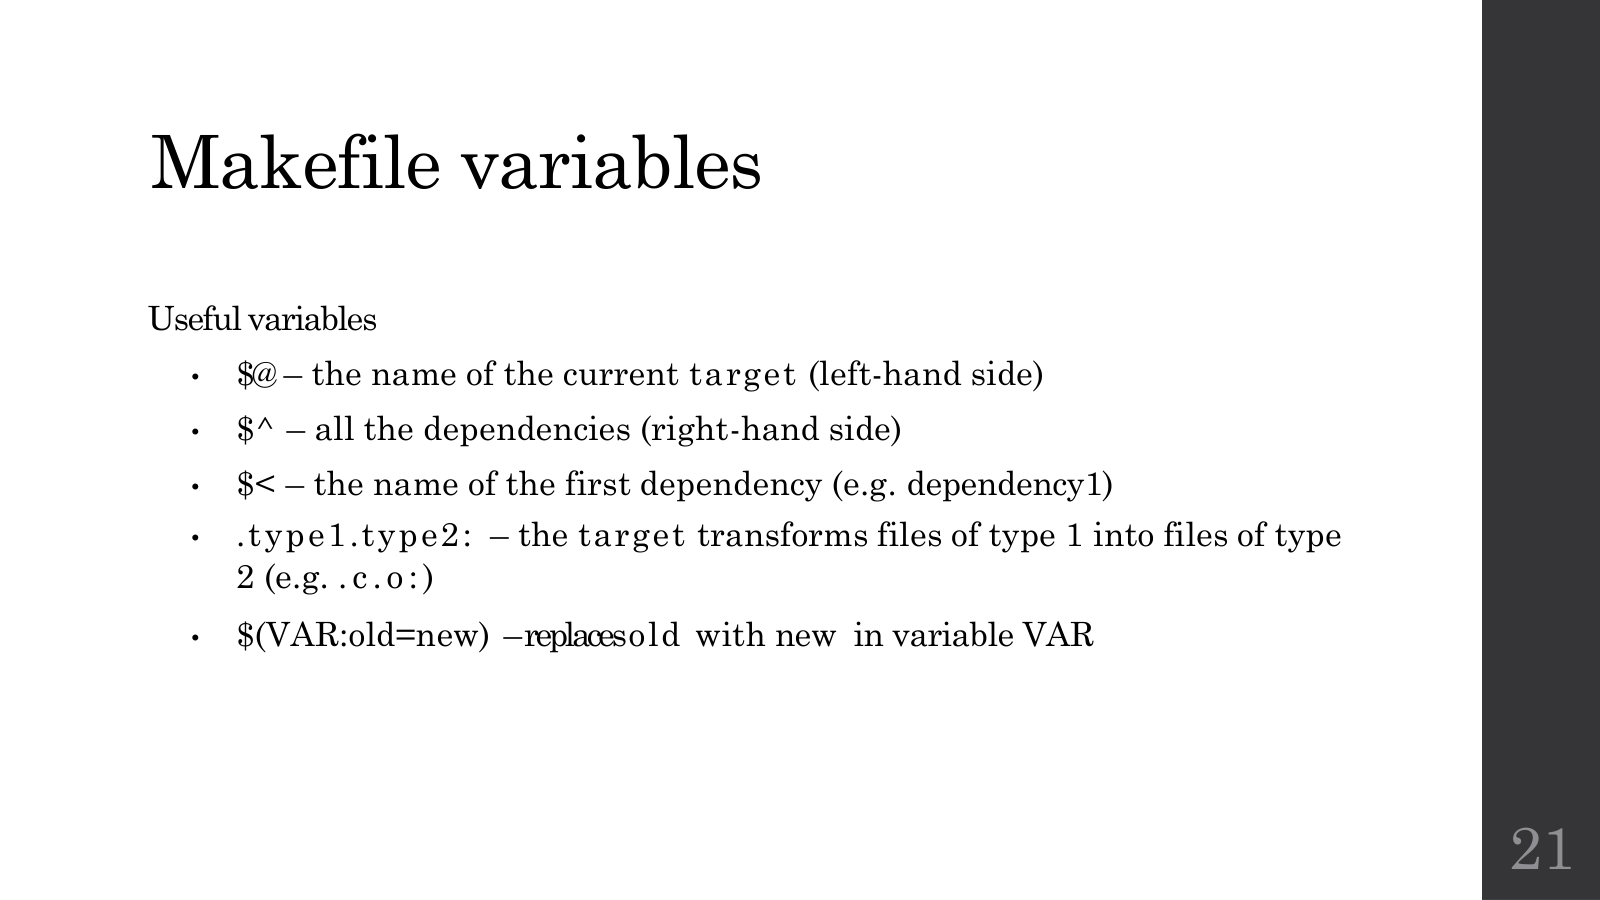 Makefile variables
Useful variables
• $@ – the name of the current target (left-hand side)
• $^ – all the dependencies (right-hand side)
• $< – the name of the first dependency (e.g. dependency1)
• .type1.type2: – the target transforms files of type 1 into files of type
2 (e.g. .c.o:)
• $(VAR:old=new) –replaces old with new in variable VAR
21